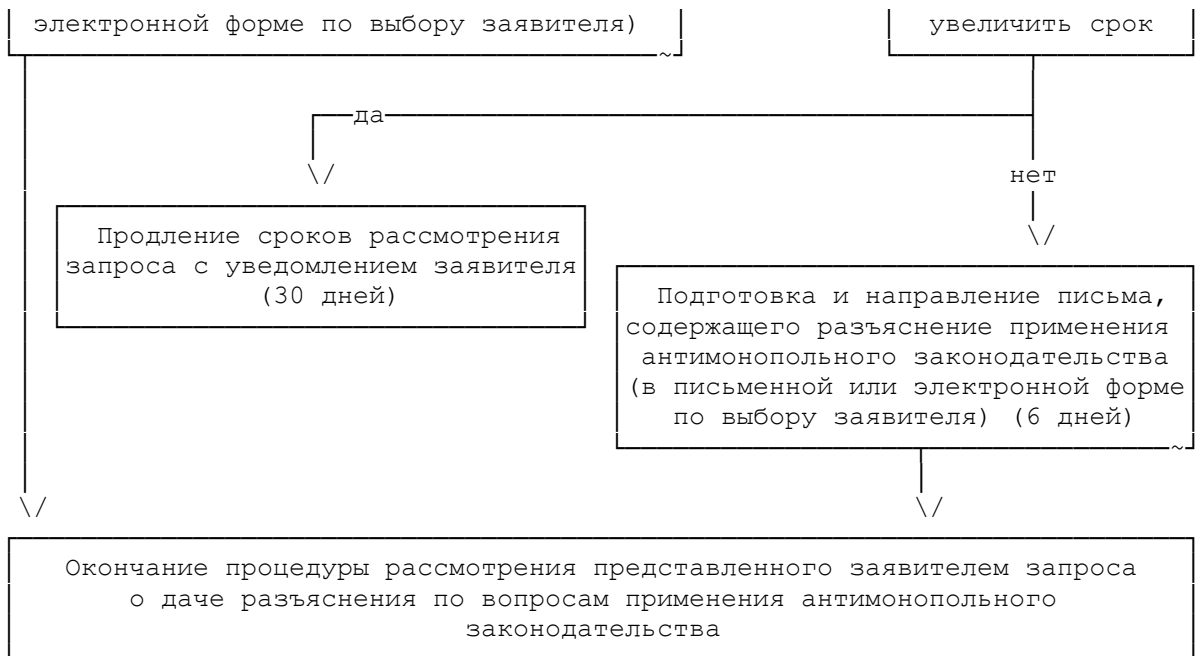 электронной форме по выбору заявителя)
увеличить срок
да
нет
Продление сроков рассмотрения
запроса с уведомлением заявителя
(30 дней)
Подготовка и направление письма,
содержащего разъяснение применения
антимонопольного законодательства
(в письменной или электронной форме
по выбору заявителя) (6 дней)
Окончание процедуры рассмотрения представленного заявителем запроса
о даче разъяснения по вопросам применения антимонопольного
законодательства